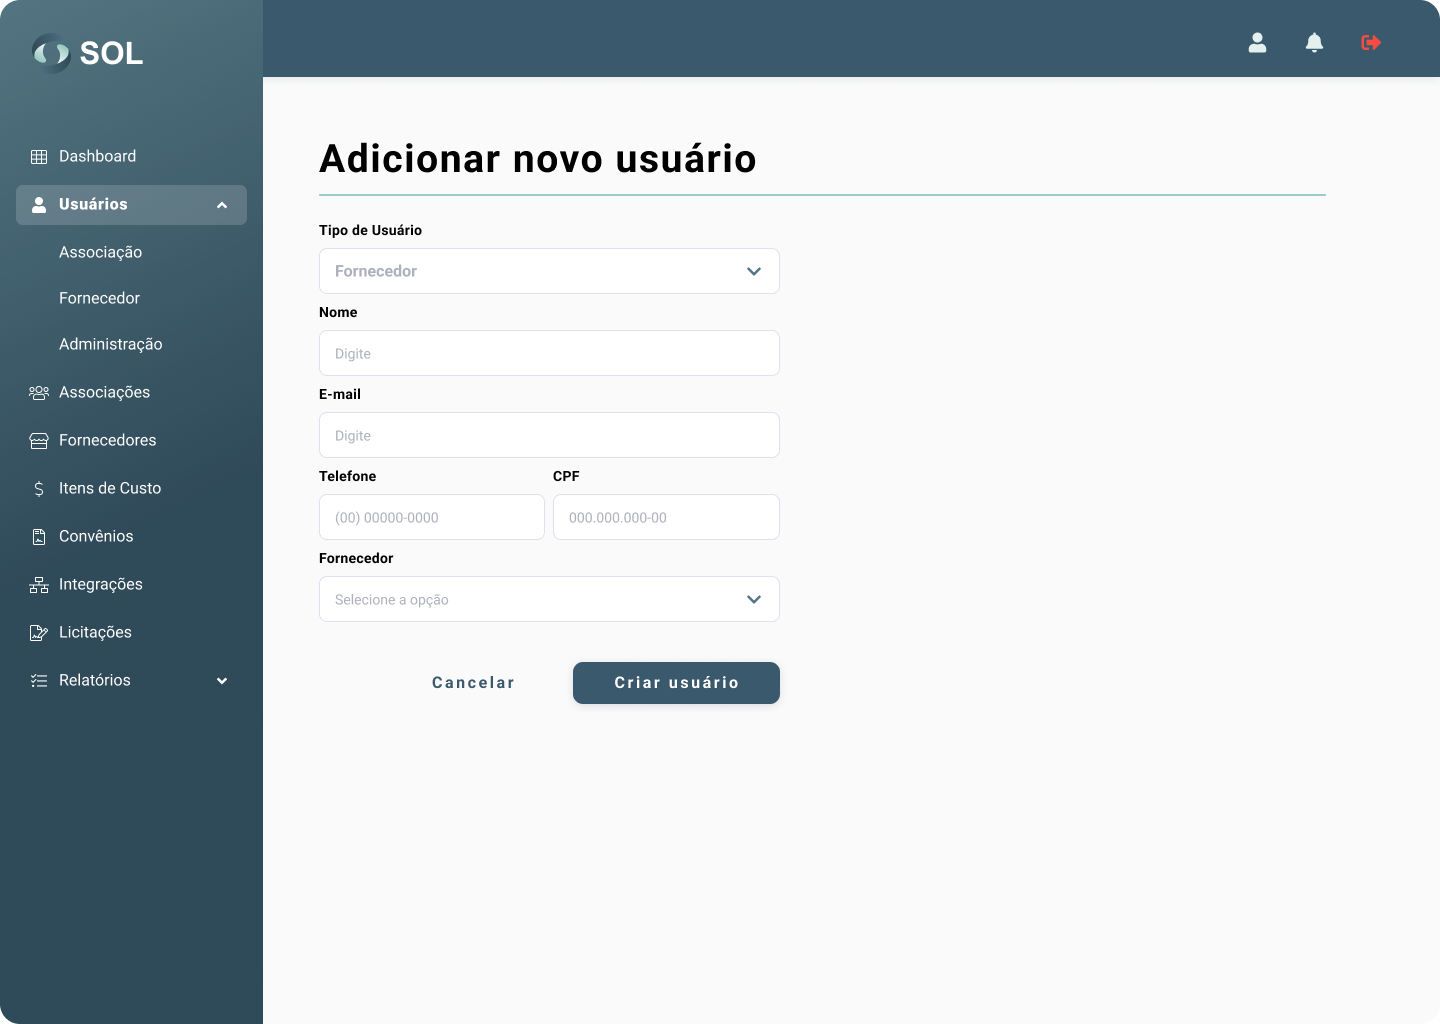 SOL
Dashboard
Usuários
Associação
Fornecedor
Administração
Associações
Fornecedores
Itens de Custo
Convênios
Integrações
Licitações
Relatórios
Adicionar novo usuário
Tipo de Usuário
Fornecedor
Nome
Digite
E-mail
Digite
Telefone CPF
(00) 00000-0000 000.000.000-00
Fornecedor
Selecione a opção
Cancelar Criar usuário